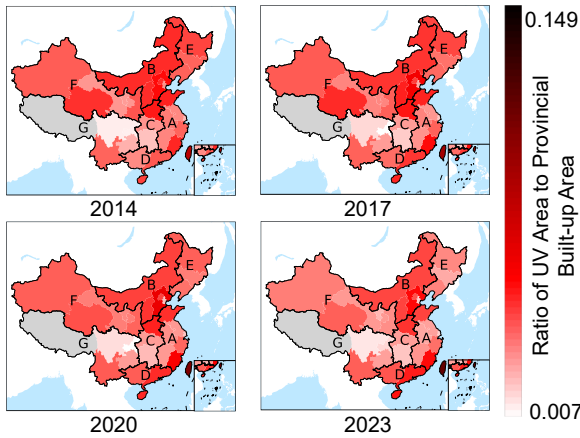 E
B
F
A
C
G
D
2014
E
B
F
A
C
G
D
2017
E
B
F
C
A
G
D
2020
E
B
F
C
A
G
D
2023
0.149
Ratio of UV Area to Provincial
Built-up Area
0.007